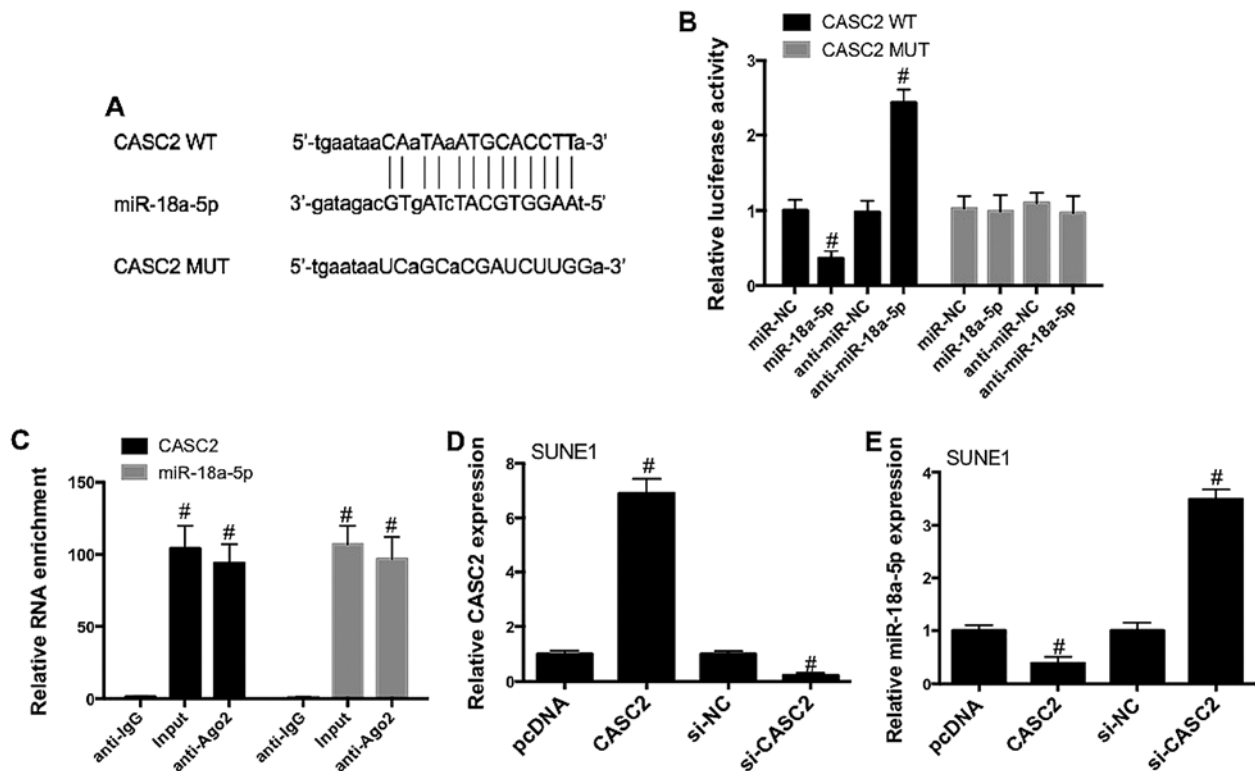 A
CASC2 WT 5'-tgaataaCAaTAaATGCACCTTa-3'
miR-18a-5p 3'-gatagacGTgATcTACGTGGAAt-5'
CASC2 MUT 5'-tgaataaUCaGCaCGAUCUUGGa-3'
B
CASC2 WT
CASC2 MUT
Relative luciferase activity
3
2
1
0
#
#
miR-NC
miR-18a-5p
anti-miR-NC
anti-miR-18a-5p
miR-NC
miR-18a-5p
anti-miR-NC
anti-miR-18a-5p
C
CASC2
miR-18a-5p
Relative RNA enrichment
150
100
50
0
# # # #
anti-IgG
Input
anti-Ago2
anti-IgG
Input
anti-Ago2
D
SUNE1
Relative CASC2 expression
8
6
4
2
0
#
#
pcDNA
CASC2
si-NC
si-CASC2
E
SUNE1
Relative miR-18a-5p expression
4
3
2
1
0
#
#
pcDNA
CASC2
si-NC
si-CASC2